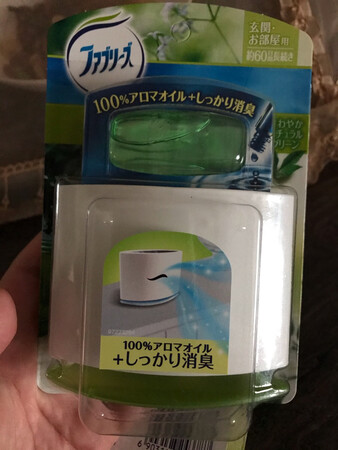 玄関・
お部屋用
約60日長続き
ファブリーズ
100%アロマオイル+しっかり消臭
さわやか
ナチュラル
グリーン
100%アロマオイル
+しっかり消臭